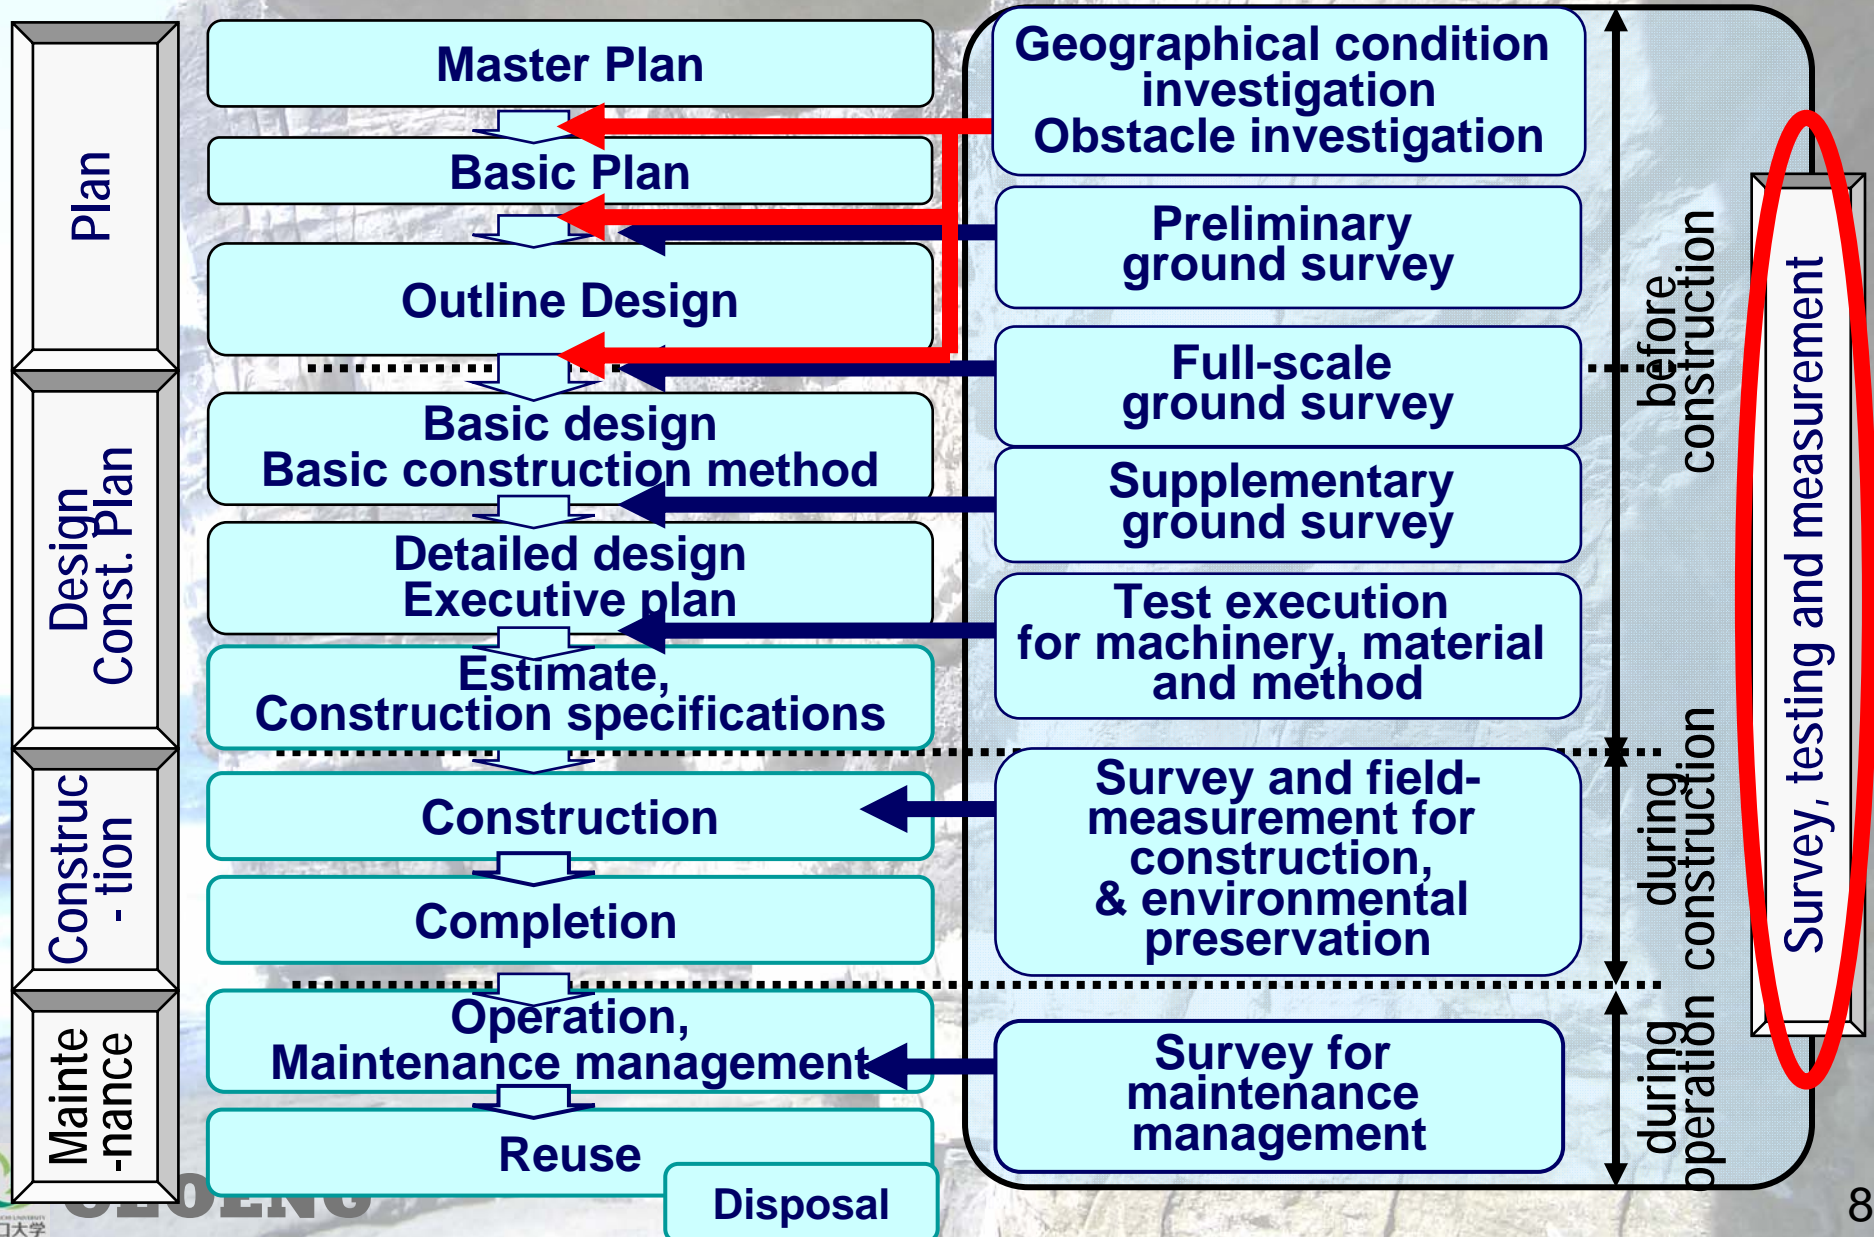 Plan
Design
Const. Plan
Construc
- tion
Mainte
-nance
Master Plan
Basic Plan
Outline Design
Basic design
Basic construction method
Detailed design
Executive plan
Estimate,
Construction specifications
Construction
Completion
Operation,
Maintenance management
Reuse
Disposal
Geographical condition
investigation
Obstacle investigation
Preliminary
ground survey
Full-scale
ground survey
Supplementary
ground survey
Test execution
for machinery, material
and method
Survey and field-
measurement for
construction,
& environmental
preservation
Survey for
maintenance
management
before
construction
during
construction
during
operation
Survey, testing and measurement
8